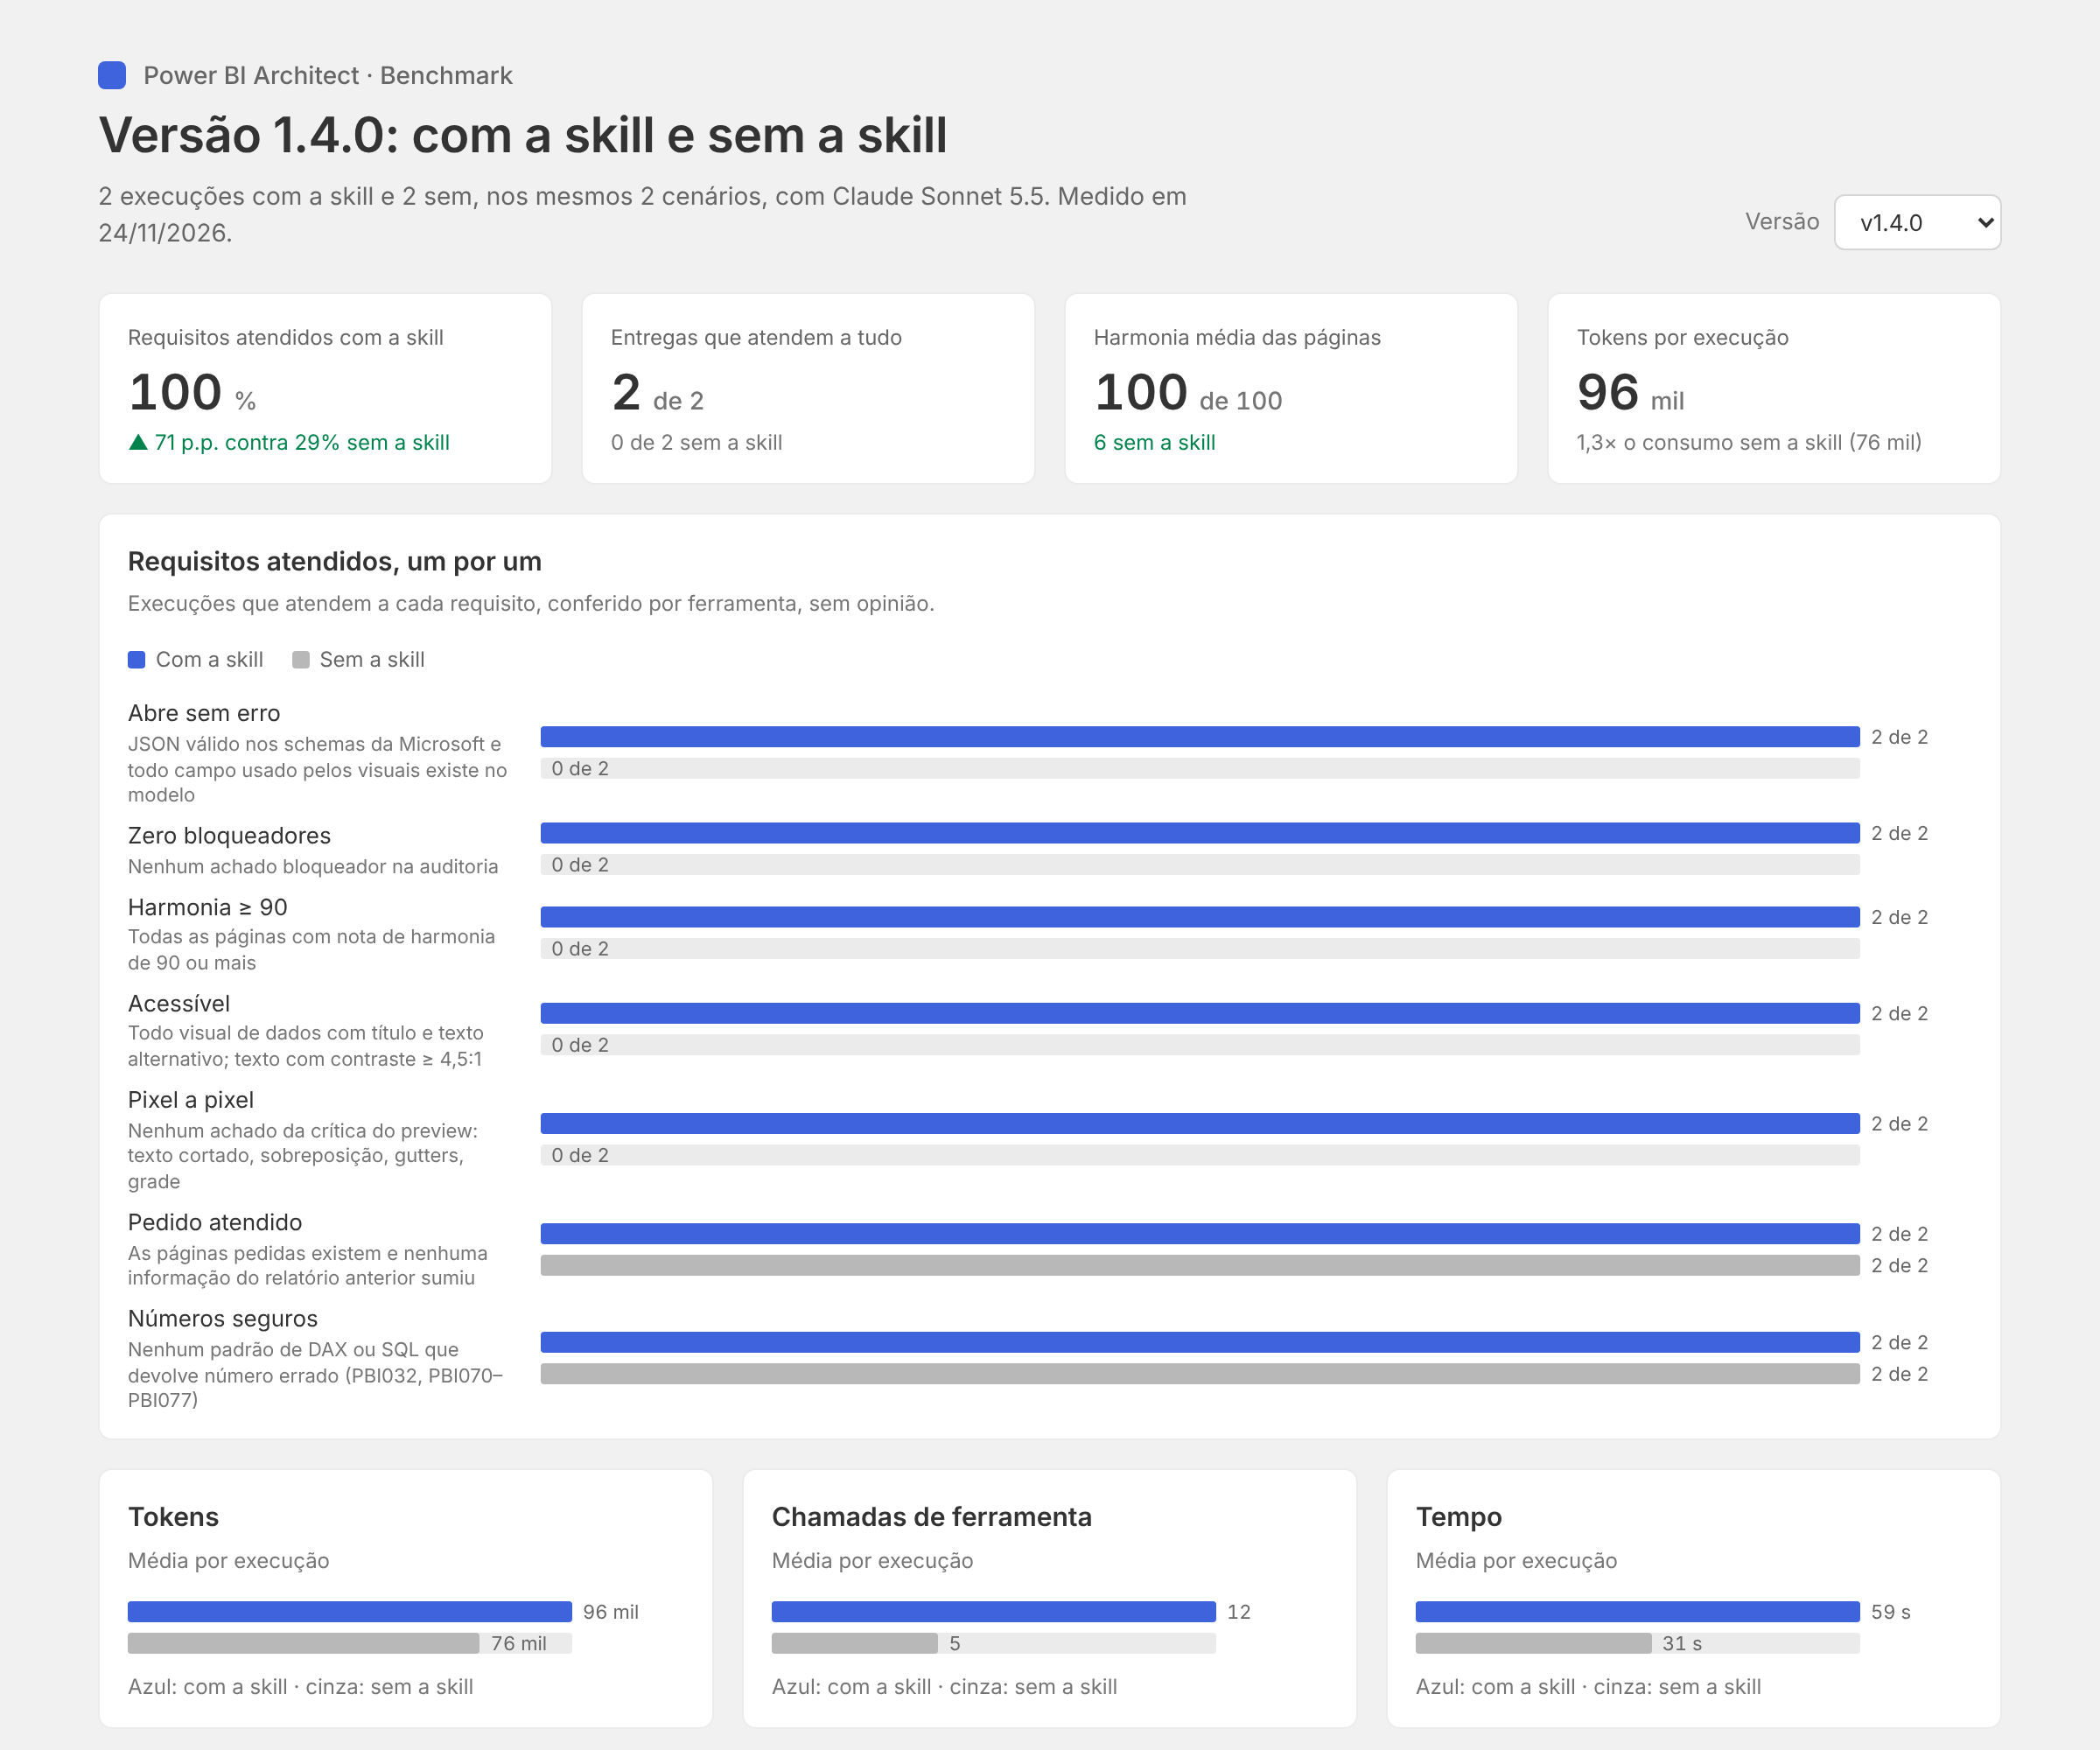 Power BI Architect · Benchmark
Versão 1.4.0: com a skill e sem a skill
2 execuções com a skill e 2 sem, nos mesmos 2 cenários, com Claude Sonnet 5.5. Medido em
24/11/2026.
Versão
v1.4.0
Requisitos atendidos com a skill
100 %
▲ 71 p.p. contra 29% sem a skill
Entregas que atendem a tudo
2 de 2
0 de 2 sem a skill
Harmonia média das páginas
100 de 100
6 sem a skill
Tokens por execução
96 mil
1,3× o consumo sem a skill (76 mil)
Requisitos atendidos, um por um
Execuções que atendem a cada requisito, conferido por ferramenta, sem opinião.
Com a skill
Sem a skill
Abre sem erro
JSON válido nos schemas da Microsoft e
todo campo usado pelos visuais existe no
modelo
2 de 2
0 de 2
Zero bloqueadores
Nenhum achado bloqueador na auditoria
2 de 2
0 de 2
Harmonia ≥ 90
Todas as páginas com nota de harmonia
de 90 ou mais
2 de 2
0 de 2
Acessível
Todo visual de dados com título e texto
alternativo; texto com contraste ≥ 4,5:1
2 de 2
0 de 2
Pixel a pixel
Nenhum achado da crítica do preview:
texto cortado, sobreposição, gutters,
grade
2 de 2
0 de 2
Pedido atendido
As páginas pedidas existem e nenhuma
informação do relatório anterior sumiu
2 de 2
2 de 2
Números seguros
Nenhum padrão de DAX ou SQL que
devolve número errado (PBI032, PBI070–
PBI077)
2 de 2
2 de 2
Tokens
Média por execução
96 mil
76 mil
Azul: com a skill · cinza: sem a skill
Chamadas de ferramenta
Média por execução
12
5
Azul: com a skill · cinza: sem a skill
Tempo
Média por execução
59 s
31 s
Azul: com a skill · cinza: sem a skill